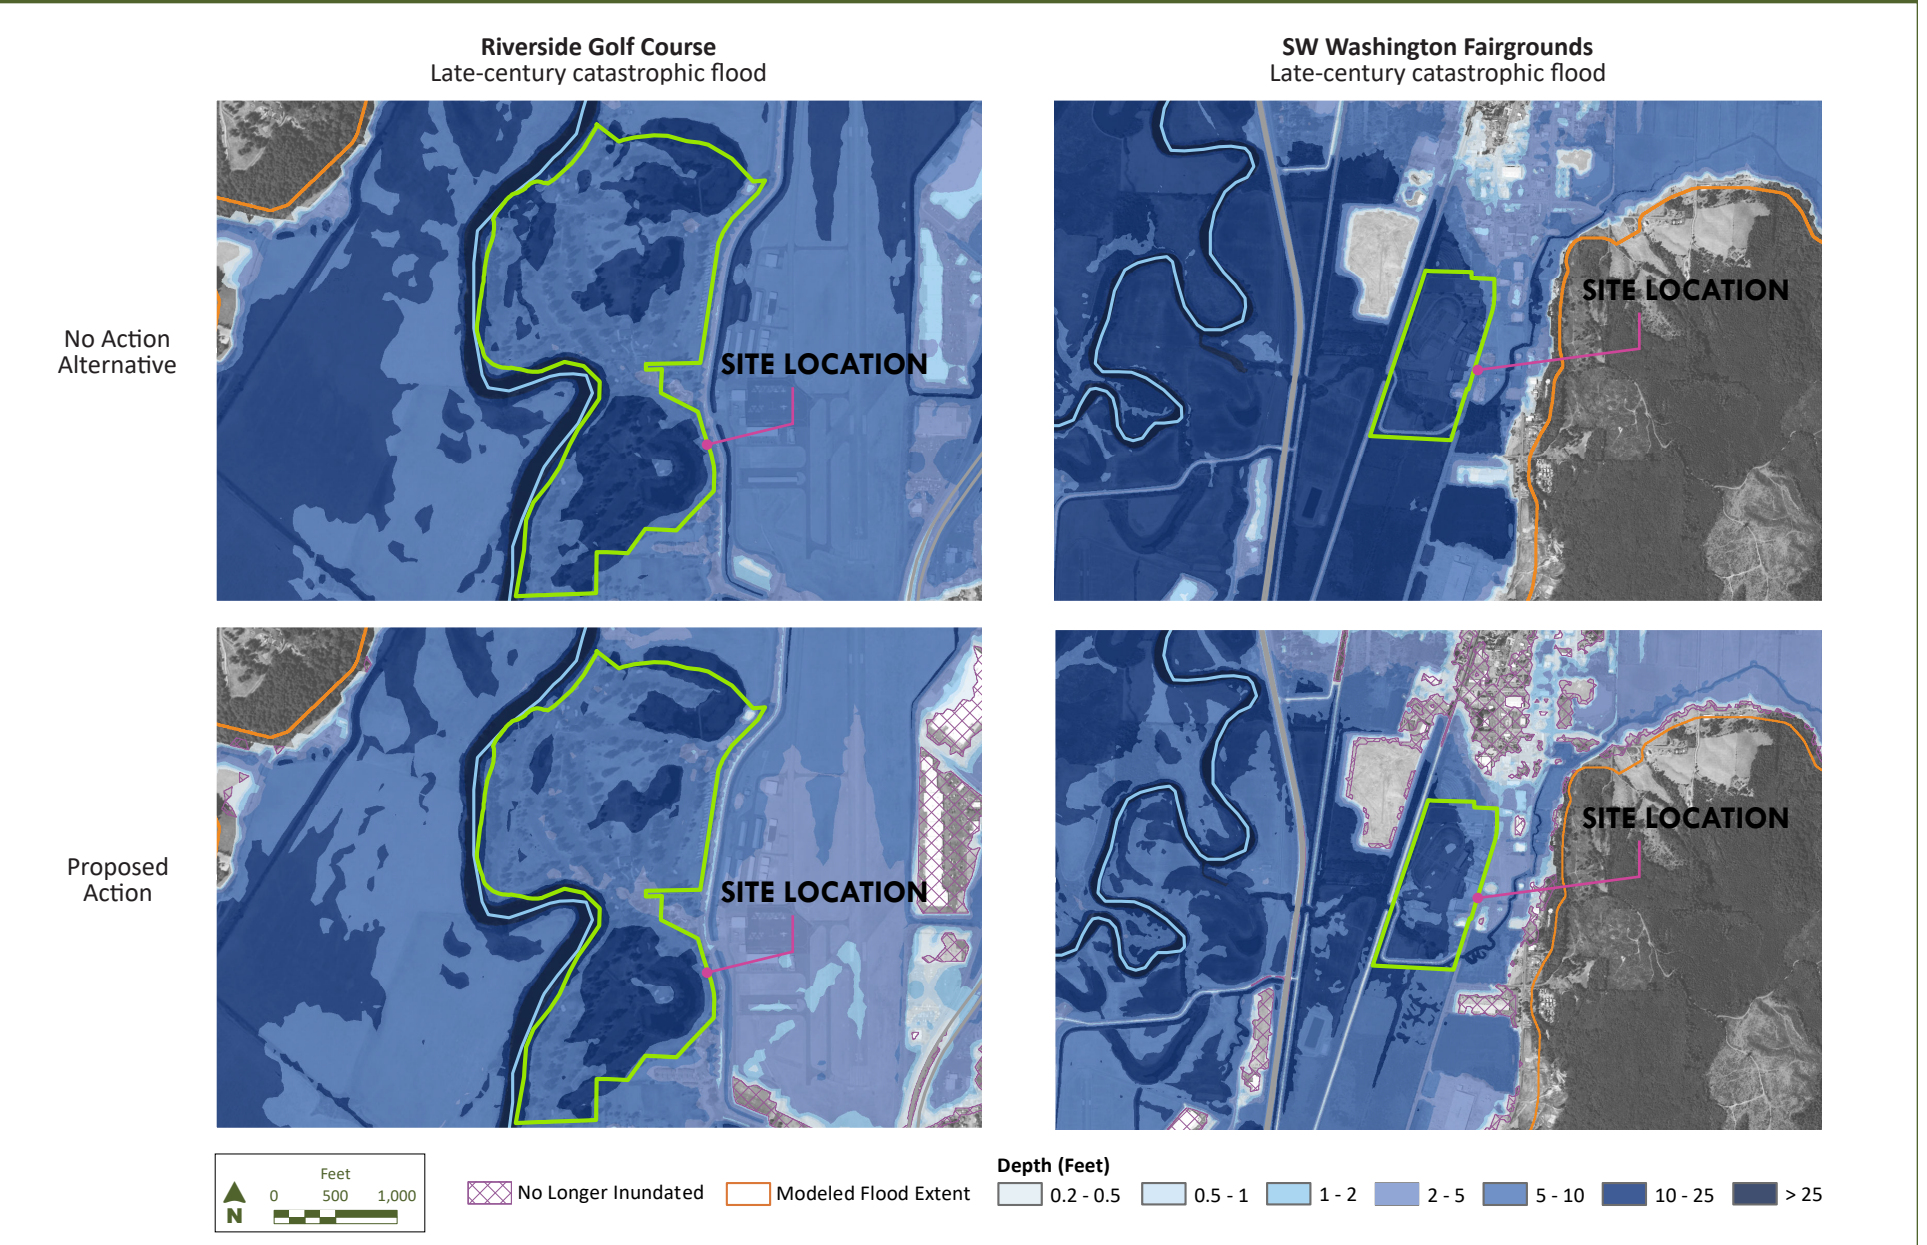 Riverside Golf Course
Late-century catastrophic flood
SW Washington Fairgrounds
Late-century catastrophic flood
No Action
Alternative
SITE LOCATION
SITE LOCATION
Proposed
Action
SITE LOCATION
SITE LOCATION
Feet
0 500 1,000
N
No Longer Inundated
Modeled Flood Extent
Depth (Feet)
0.2 - 0.5
0.5 - 1
1 - 2
2 - 5
5 - 10
10 - 25
> 25